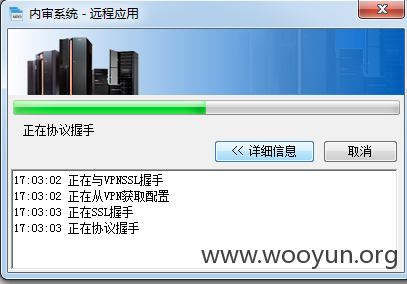 内审系统 - 远程应用
正在协议握手
<< 详细信息
取消
17:03:02 正在与VPNSSL握手
17:03:02 正在从VPN获取配置
17:03:03 正在SSL握手
17:03:03 正在协议握手
www.wooyun.org